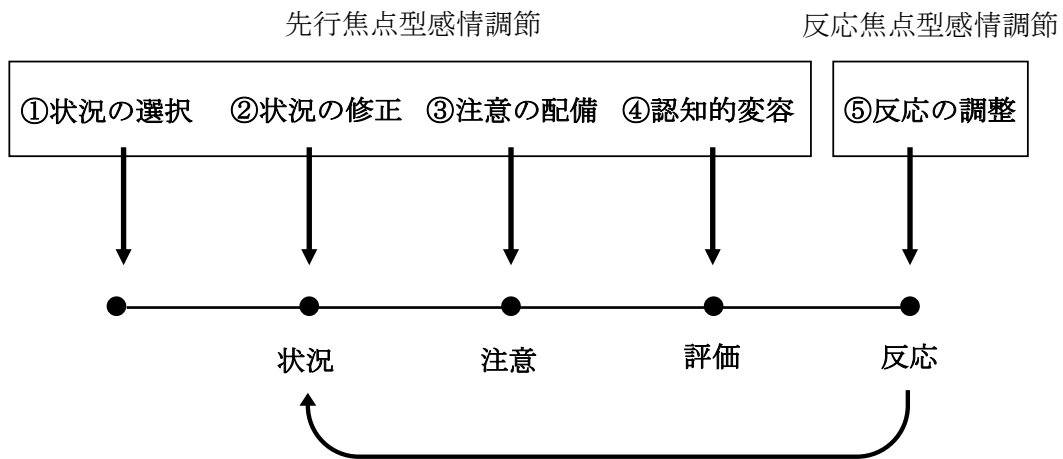 先行焦点型感情調節 反応焦点型感情調節
①状況の選択 ②状況の修正 ③注意の配備 ④認知的変容 ⑤反応の調整
状況 注意 評価 反応